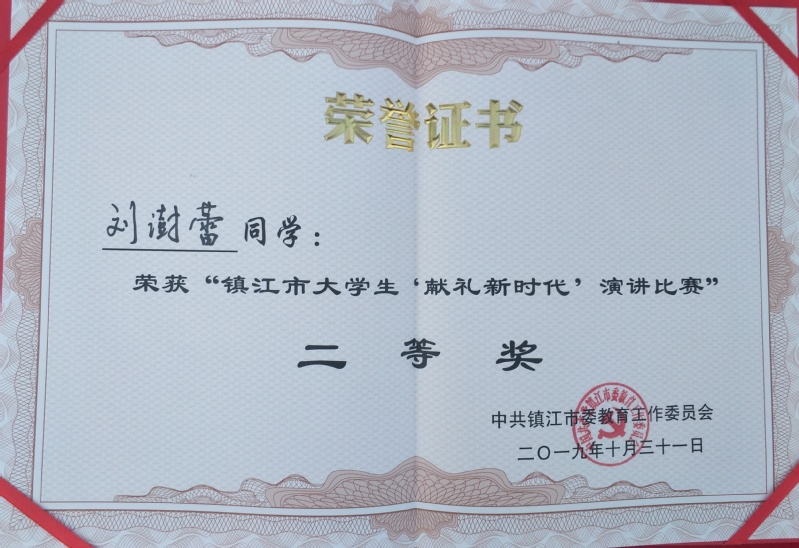 荣誉证书
刘澍蕾 同学：
荣获“镇江市大学生‘献礼新时代’演讲比赛”
二等奖
中共镇江市委教育工作委员会
二〇一九年十月三十一日